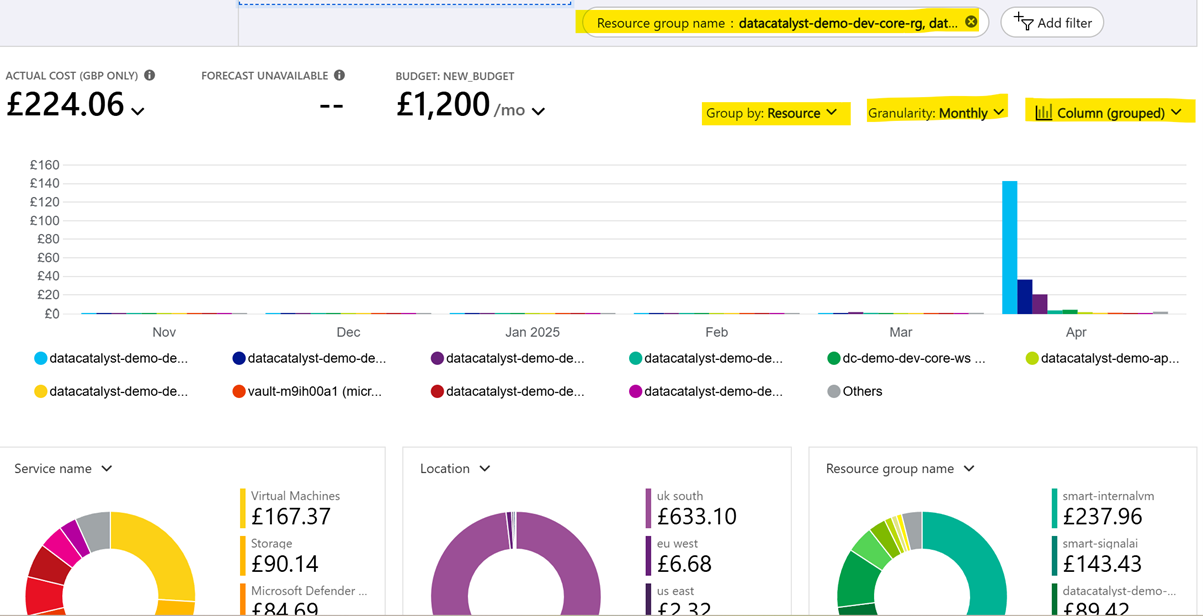 Resource group name : datacatalyst-demo-dev-core-rg, dat...
Add filter
ACTUAL COST (GBP ONLY)
FORECAST UNAVAILABLE
BUDGET: NEW_BUDGET
£224.06
--
£1,200 /mo
Group by: Resource
Granularity: Monthly
Column (grouped)
£160
£140
£120
£100
£80
£60
£40
£20
£0
Nov Dec Jan 2025 Feb Mar Apr
datacatalyst-demo-de... datacatalyst-demo-de... datacatalyst-demo-de... datacatalyst-demo-de... dc-demo-dev-core-ws ... datacatalyst-demo-ap...
datacatalyst-demo-de... vault-m9ih00a1 (micr... datacatalyst-demo-de... datacatalyst-demo-de... Others
Service name
Virtual Machines
£167.37
Storage
£90.14
Microsoft Defender ...
£84.69
Location
uk south
£633.10
eu west
£6.68
us east
£2.32
Resource group name
smart-internalvm
£237.96
smart-signalai
£143.43
datacatalyst-demo-...
£89.42